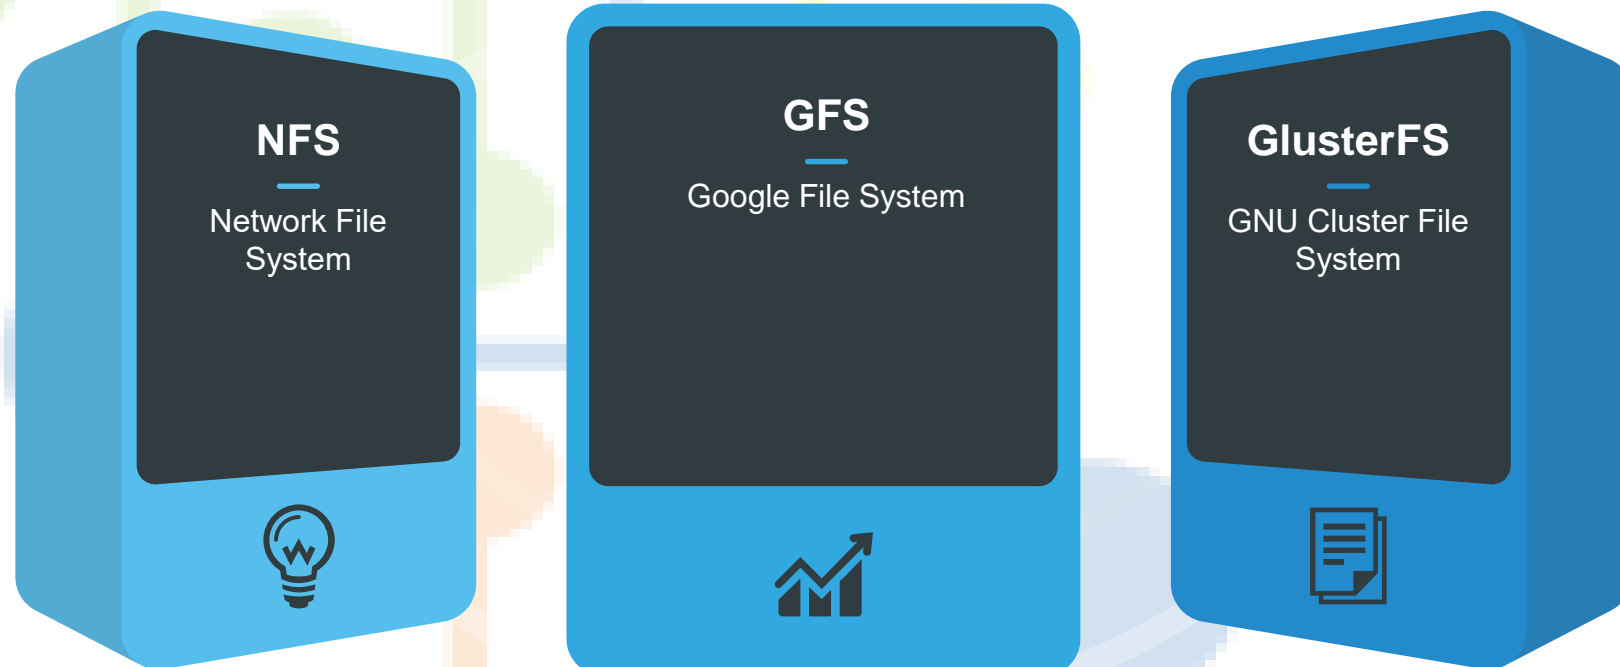 NFS
Network File
System
GFS
Google File System
GlusterFS
GNU Cluster File
System